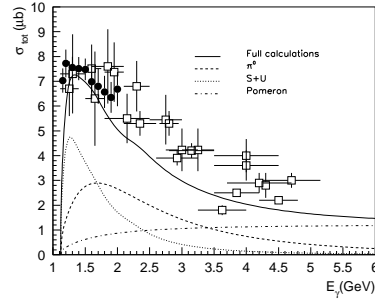 σ_tot (μb)
10
9
8
7
6
5
4
3
2
1
0
Full calculations
π⁰
S+U
Pomeron
1 1.5 2 2.5 3 3.5 4 4.5 5 5.5 6
E_γ(GeV)